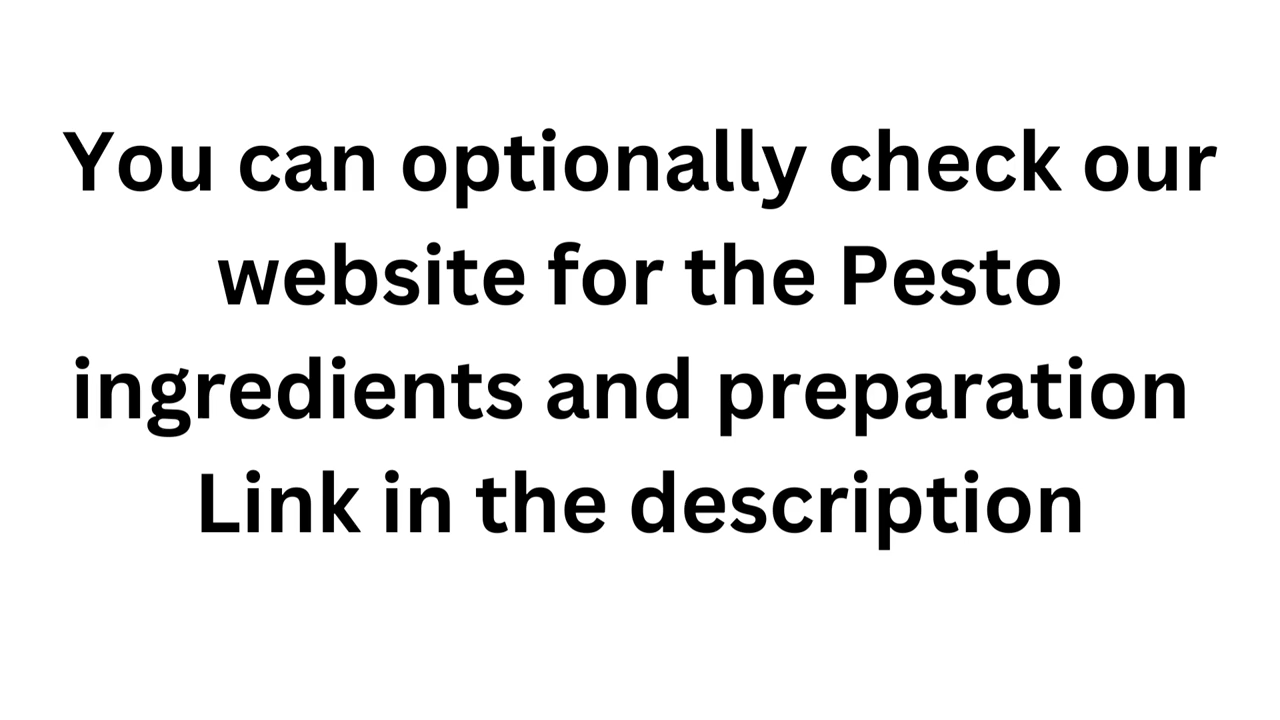 You can optionally check our
website for the Pesto
ingredients and preparation
Link in the description